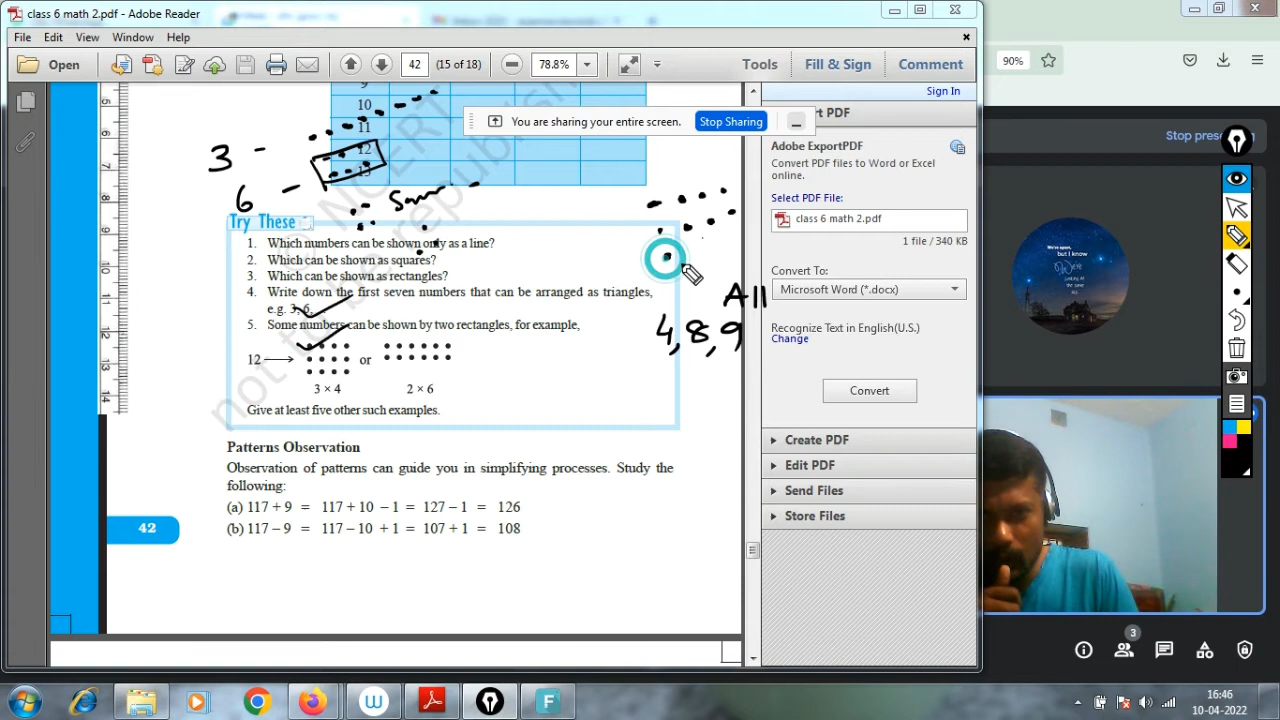 class 6 math 2.pdf - Adobe Reader
File Edit View Window Help
Open 42 (15 of 18) 78.8% Tools Fill & Sign Comment
90%
Sign In
You are sharing your entire screen. Stop Sharing
PDF
Stop
9
10
11
12
13
3 -
6 -
Adobe ExportPDF
Convert PDF files to Word or Excel
online.
Select PDF File:
class 6 math 2.pdf
1 file / 340 KB
Convert To:
Microsoft Word (*.docx)
Recognize Text in English(U.S.)
Change
Convert
Create PDF
Edit PDF
Send Files
Store Files
Try These
1. Which numbers can be shown only as a line?
2. Which can be shown as squares?
3. Which can be shown as rectangles?
4. Write down the first seven numbers that can be arranged as triangles,
e.g. 3, 6,
5. Some numbers can be shown by two rectangles, for example,
12 → or
3 × 4 2 × 6
Give at least five other such examples.
All
4,8,9
Patterns Observation
Observation of patterns can guide you in simplifying processes. Study the
following:
(a) 117 + 9 = 117 + 10 – 1 = 127 – 1 = 126
(b) 117 – 9 = 117 – 10 + 1 = 107 + 1 = 108
42
3
16:46
10-04-2022